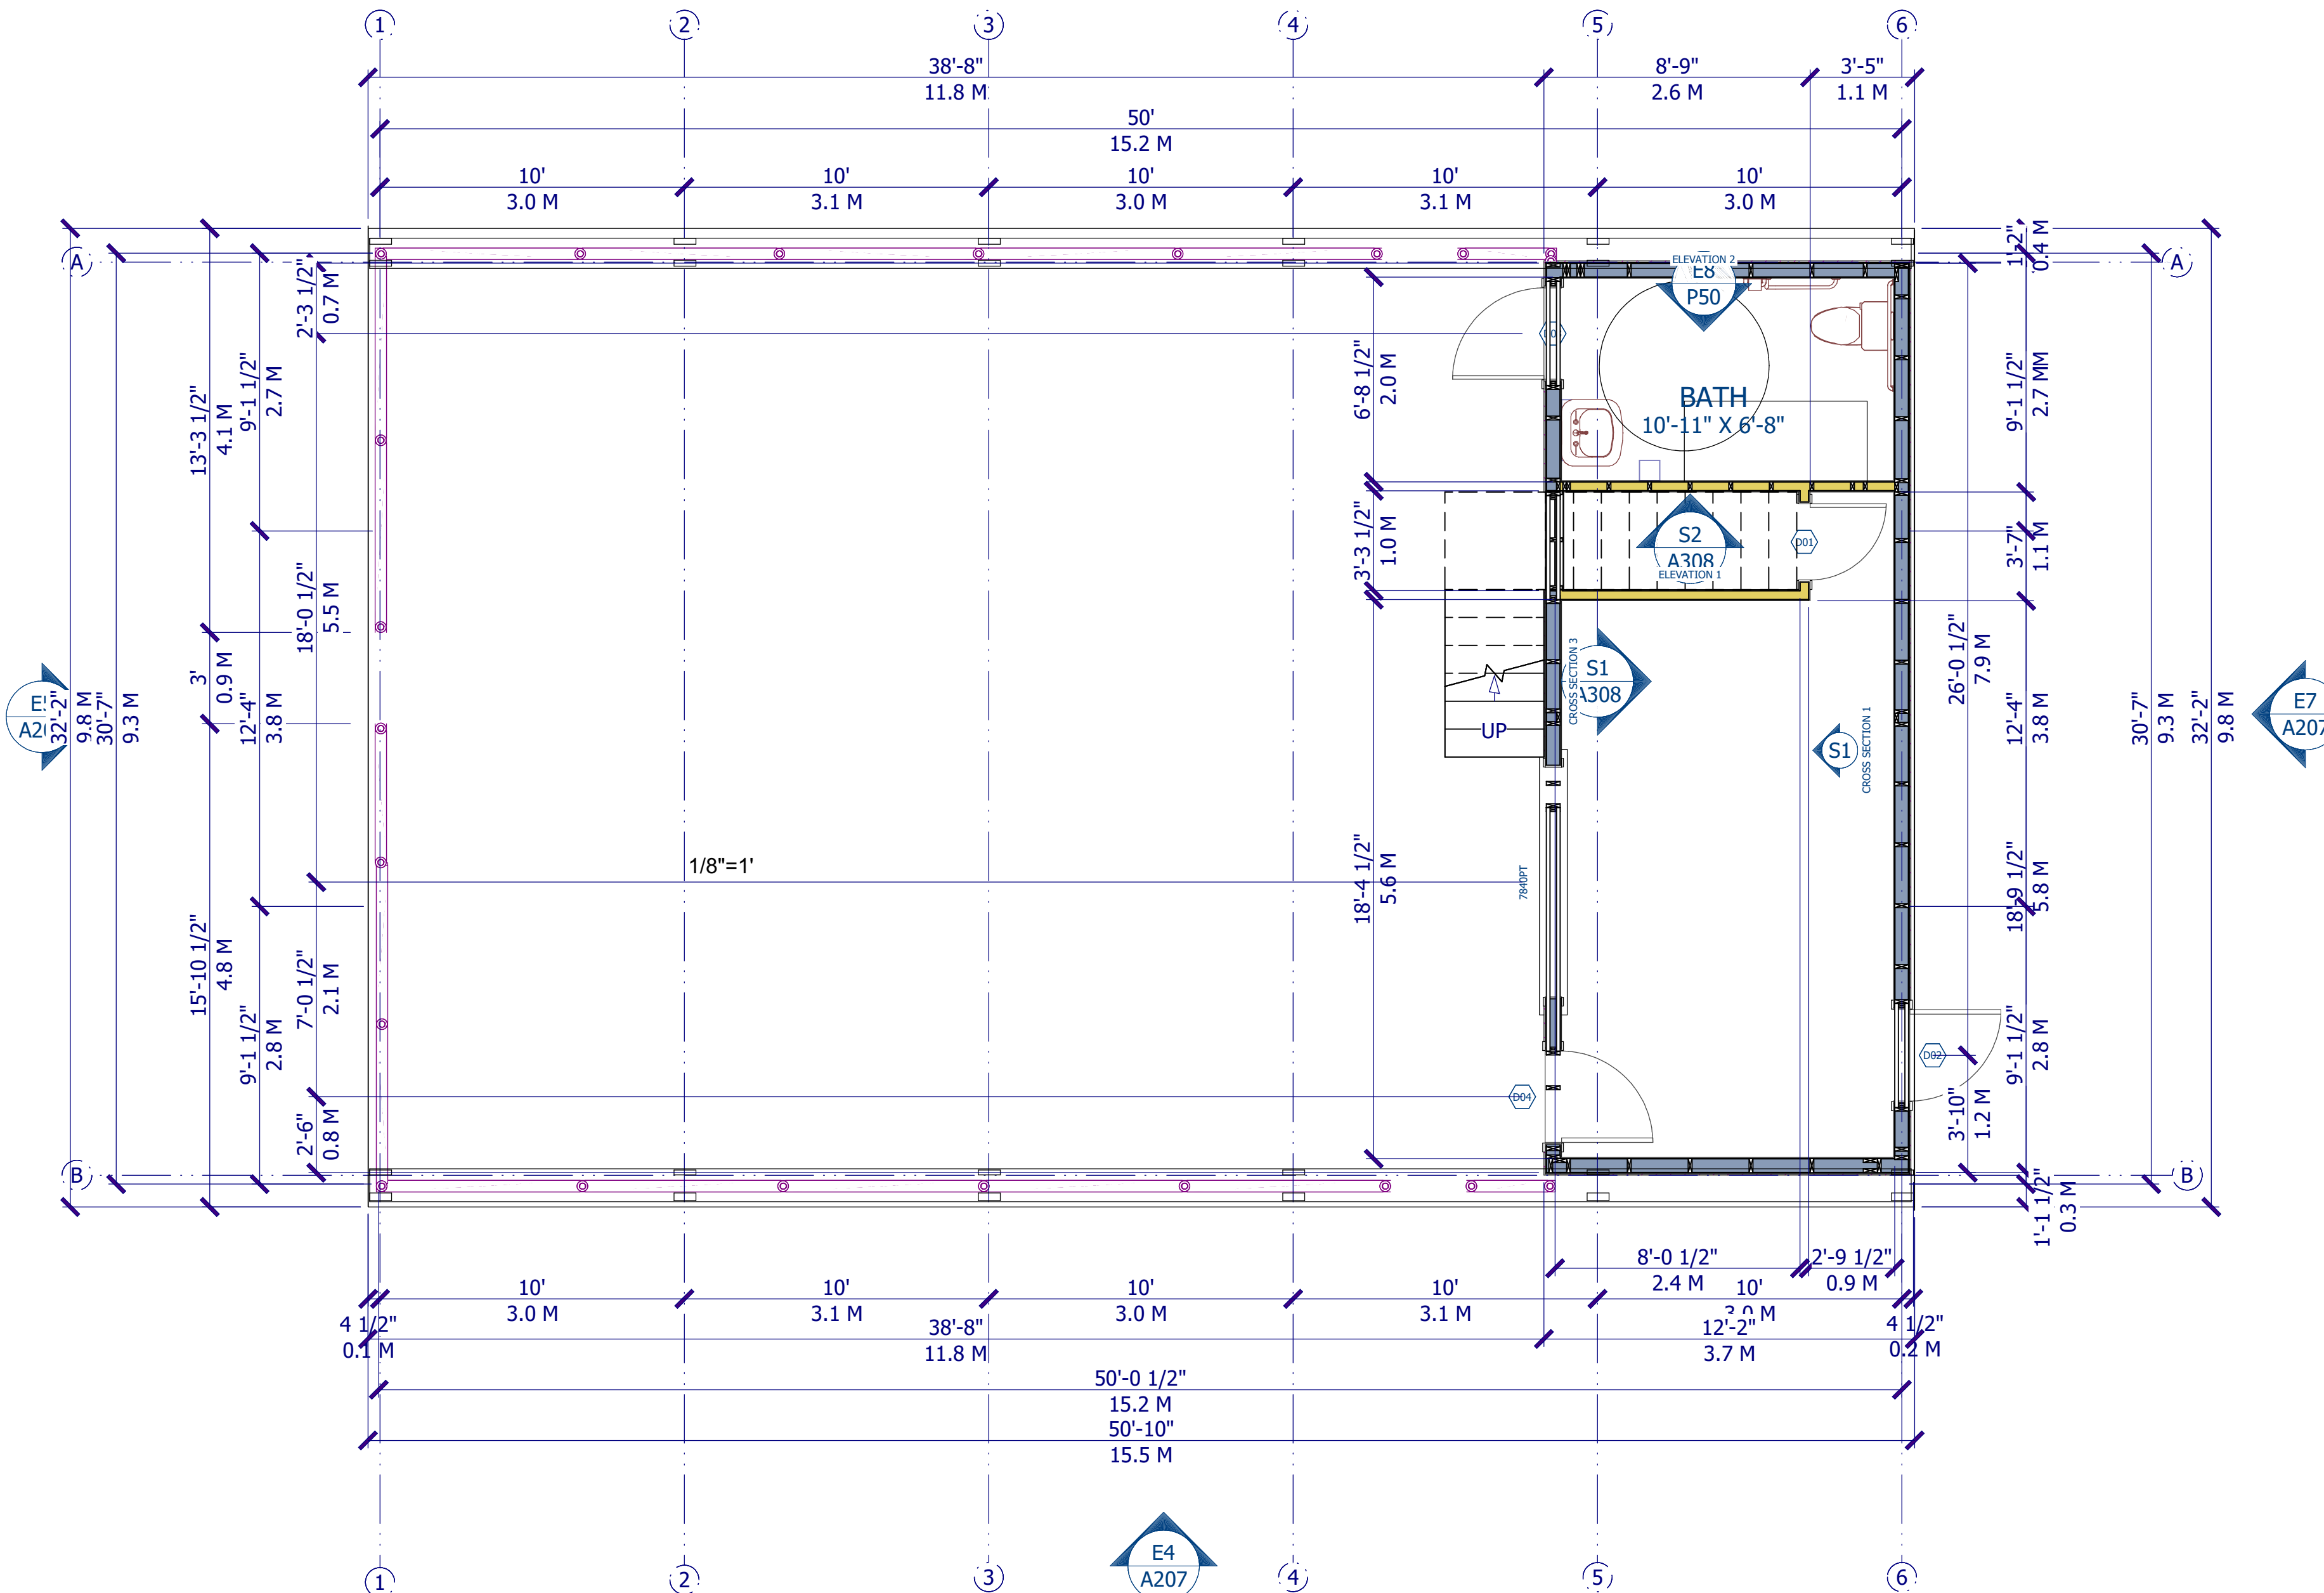 1
2
3
4
5
6
38'-8"
11.8 M
8'-9"
2.6 M
3'-5"
1.1 M
50'
15.2 M
10'
3.0 M
10'
3.1 M
10'
3.0 M
10'
3.1 M
10'
3.0 M
A
A
2'-3 1/2"
0.7 M
13'-3 1/2"
4.1 M
9'-1 1/2"
2.7 M
18'-0 1/2"
5.5 M
3'
0.9 M
12'-4"
3.8 M
32'-2"
9.8 M
30'-7"
9.3 M
15'-10 1/2"
4.8 M
9'-1 1/2"
2.8 M
7'-0 1/2"
2.1 M
2'-6"
0.8 M
B
B
1/8"=1'
6'-8 1/2"
2.0 M
3'-3 1/2"
1.0 M
18'-4 1/2"
5.6 M
ELEVATION 2
E8
P50
BATH
10'-11" X 6'-8"
S2
A308
ELEVATION 1
D01
CROSS SECTION 3
S1
A308
UP
S1
CROSS SECTION 1
7840PT
D04
D02
1'-2"
0.4 M
9'-1 1/2"
2.7 M
3'-7"
1.1 M
26'-0 1/2"
7.9 M
12'-4"
3.8 M
18'-9 1/2"
5.8 M
9'-1 1/2"
2.8 M
3'-10"
1.2 M
1'-1 1/2"
0.3 M
30'-7"
9.3 M
32'-2"
9.8 M
E7
A207
8'-0 1/2"
2.4 M
2'-9 1/2"
0.9 M
10'
3.0 M
10'
3.1 M
10'
3.0 M
10'
3.1 M
10'
3.0 M
4 1/2"
0.1 M
38'-8"
11.8 M
12'-2"
3.7 M
4 1/2"
0.2 M
50'-0 1/2"
15.2 M
50'-10"
15.5 M
E4
A207
1
2
3
4
5
6